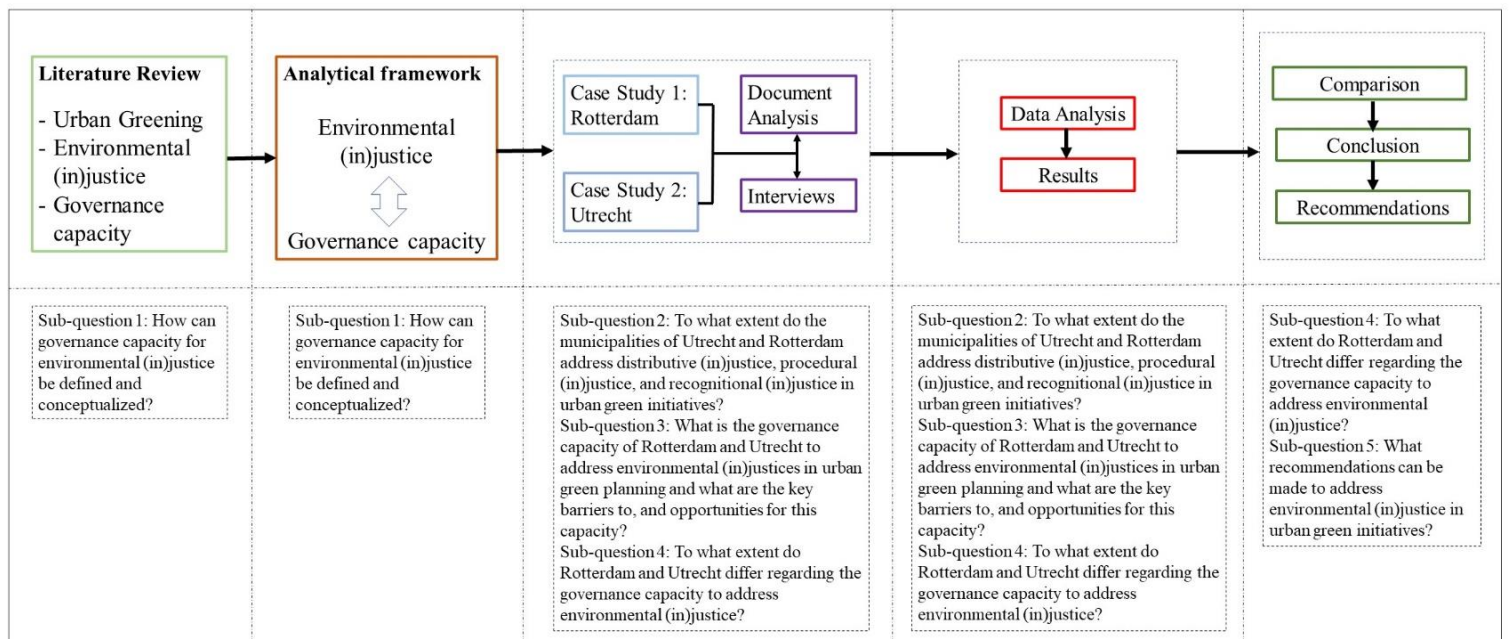 Literature Review
- Urban Greening
- Environmental
(in)justice
- Governance
capacity
Analytical framework
Environmental
(in)justice
Governance capacity
Case Study 1:
Rotterdam
Case Study 2:
Utrecht
Document
Analysis
Interviews
Data Analysis
Results
Comparison
Conclusion
Recommendations
Sub-question 1: How can
governance capacity for
environmental (in)justice
be defined and
conceptualized?
Sub-question 1: How can
governance capacity for
environmental (in)justice
be defined and
conceptualized?
Sub-question 2: To what extent do the
municipalities of Utrecht and Rotterdam
address distributive (in)justice, procedural
(in)justice, and recognitional (in)justice in
urban green initiatives?
Sub-question 3: What is the governance
capacity of Rotterdam and Utrecht to
address environmental (in)justices in urban
green planning and what are the key
barriers to, and opportunities for this
capacity?
Sub-question 4: To what extent do
Rotterdam and Utrecht differ regarding the
governance capacity to address
environmental (in)justice?
Sub-question 2: To what extent do the
municipalities of Utrecht and Rotterdam
address distributive (in)justice, procedural
(in)justice, and recognitional (in)justice in
urban green initiatives?
Sub-question 3: What is the governance
capacity of Rotterdam and Utrecht to
address environmental (in)justices in urban
green planning and what are the key
barriers to, and opportunities for this
capacity?
Sub-question 4: To what extent do
Rotterdam and Utrecht differ regarding the
governance capacity to address
environmental (in)justice?
Sub-question 4: To what
extent do Rotterdam and
Utrecht differ regarding the
governance capacity to
address environmental
(in)justice?
Sub-question 5: What
recommendations can be
made to address
environmental (in)justice in
urban green initiatives?